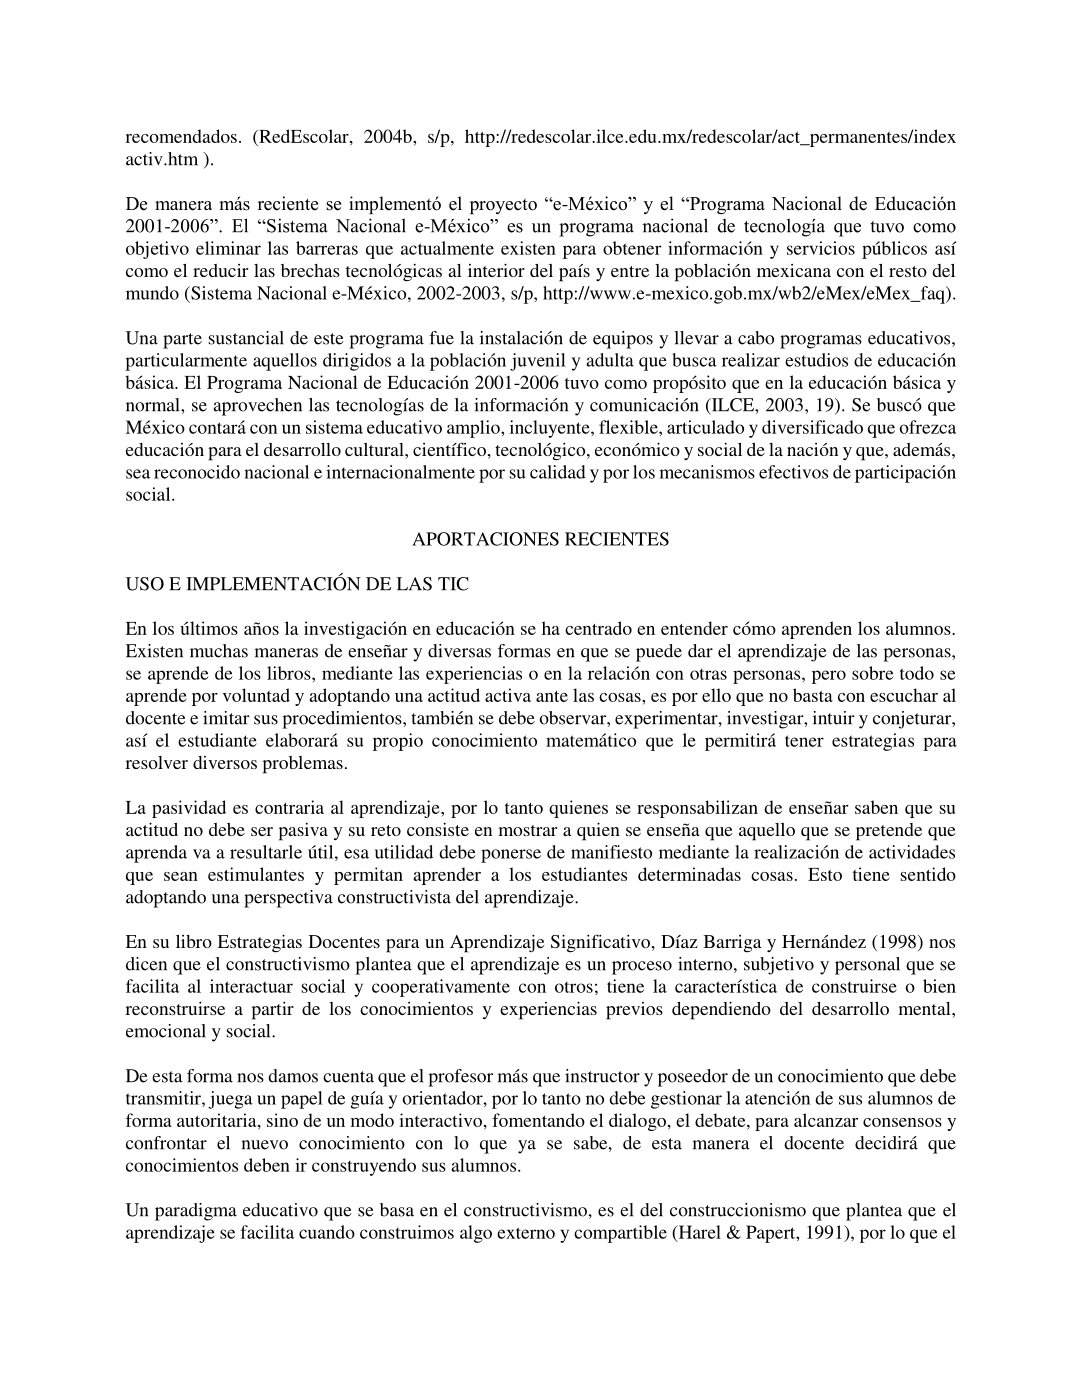 recomendados. (RedEscolar, 2004b, s/p, http://redescolar.ilce.edu.mx/redescolar/act_permanentes/index
activ.htm ).
De manera más reciente se implementó el proyecto “e-México” y el “Programa Nacional de Educación
2001-2006”. El “Sistema Nacional e-México” es un programa nacional de tecnología que tuvo como
objetivo eliminar las barreras que actualmente existen para obtener información y servicios públicos así
como el reducir las brechas tecnológicas al interior del país y entre la población mexicana con el resto del
mundo (Sistema Nacional e-México, 2002-2003, s/p, http://www.e-mexico.gob.mx/wb2/eMex/eMex_faq).
Una parte sustancial de este programa fue la instalación de equipos y llevar a cabo programas educativos,
particularmente aquellos dirigidos a la población juvenil y adulta que busca realizar estudios de educación
básica. El Programa Nacional de Educación 2001-2006 tuvo como propósito que en la educación básica y
normal, se aprovechen las tecnologías de la información y comunicación (ILCE, 2003, 19). Se buscó que
México contará con un sistema educativo amplio, incluyente, flexible, articulado y diversificado que ofrezca
educación para el desarrollo cultural, científico, tecnológico, económico y social de la nación y que, además,
sea reconocido nacional e internacionalmente por su calidad y por los mecanismos efectivos de participación
social.
APORTACIONES RECIENTES
USO E IMPLEMENTACIÓN DE LAS TIC
En los últimos años la investigación en educación se ha centrado en entender cómo aprenden los alumnos.
Existen muchas maneras de enseñar y diversas formas en que se puede dar el aprendizaje de las personas,
se aprende de los libros, mediante las experiencias o en la relación con otras personas, pero sobre todo se
aprende por voluntad y adoptando una actitud activa ante las cosas, es por ello que no basta con escuchar al
docente e imitar sus procedimientos, también se debe observar, experimentar, investigar, intuir y conjeturar,
así el estudiante elaborará su propio conocimiento matemático que le permitirá tener estrategias para
resolver diversos problemas.
La pasividad es contraria al aprendizaje, por lo tanto quienes se responsabilizan de enseñar saben que su
actitud no debe ser pasiva y su reto consiste en mostrar a quien se enseña que aquello que se pretende que
aprenda va a resultarle útil, esa utilidad debe ponerse de manifiesto mediante la realización de actividades
que sean estimulantes y permitan aprender a los estudiantes determinadas cosas. Esto tiene sentido
adoptando una perspectiva constructivista del aprendizaje.
En su libro Estrategias Docentes para un Aprendizaje Significativo, Díaz Barriga y Hernández (1998) nos
dicen que el constructivismo plantea que el aprendizaje es un proceso interno, subjetivo y personal que se
facilita al interactuar social y cooperativamente con otros; tiene la característica de construirse o bien
reconstruirse a partir de los conocimientos y experiencias previos dependiendo del desarrollo mental,
emocional y social.
De esta forma nos damos cuenta que el profesor más que instructor y poseedor de un conocimiento que debe
transmitir, juega un papel de guía y orientador, por lo tanto no debe gestionar la atención de sus alumnos de
forma autoritaria, sino de un modo interactivo, fomentando el dialogo, el debate, para alcanzar consensos y
confrontar el nuevo conocimiento con lo que ya se sabe, de esta manera el docente decidirá que
conocimientos deben ir construyendo sus alumnos.
Un paradigma educativo que se basa en el constructivismo, es el del construccionismo que plantea que el
aprendizaje se facilita cuando construimos algo externo y compartible (Harel & Papert, 1991), por lo que el